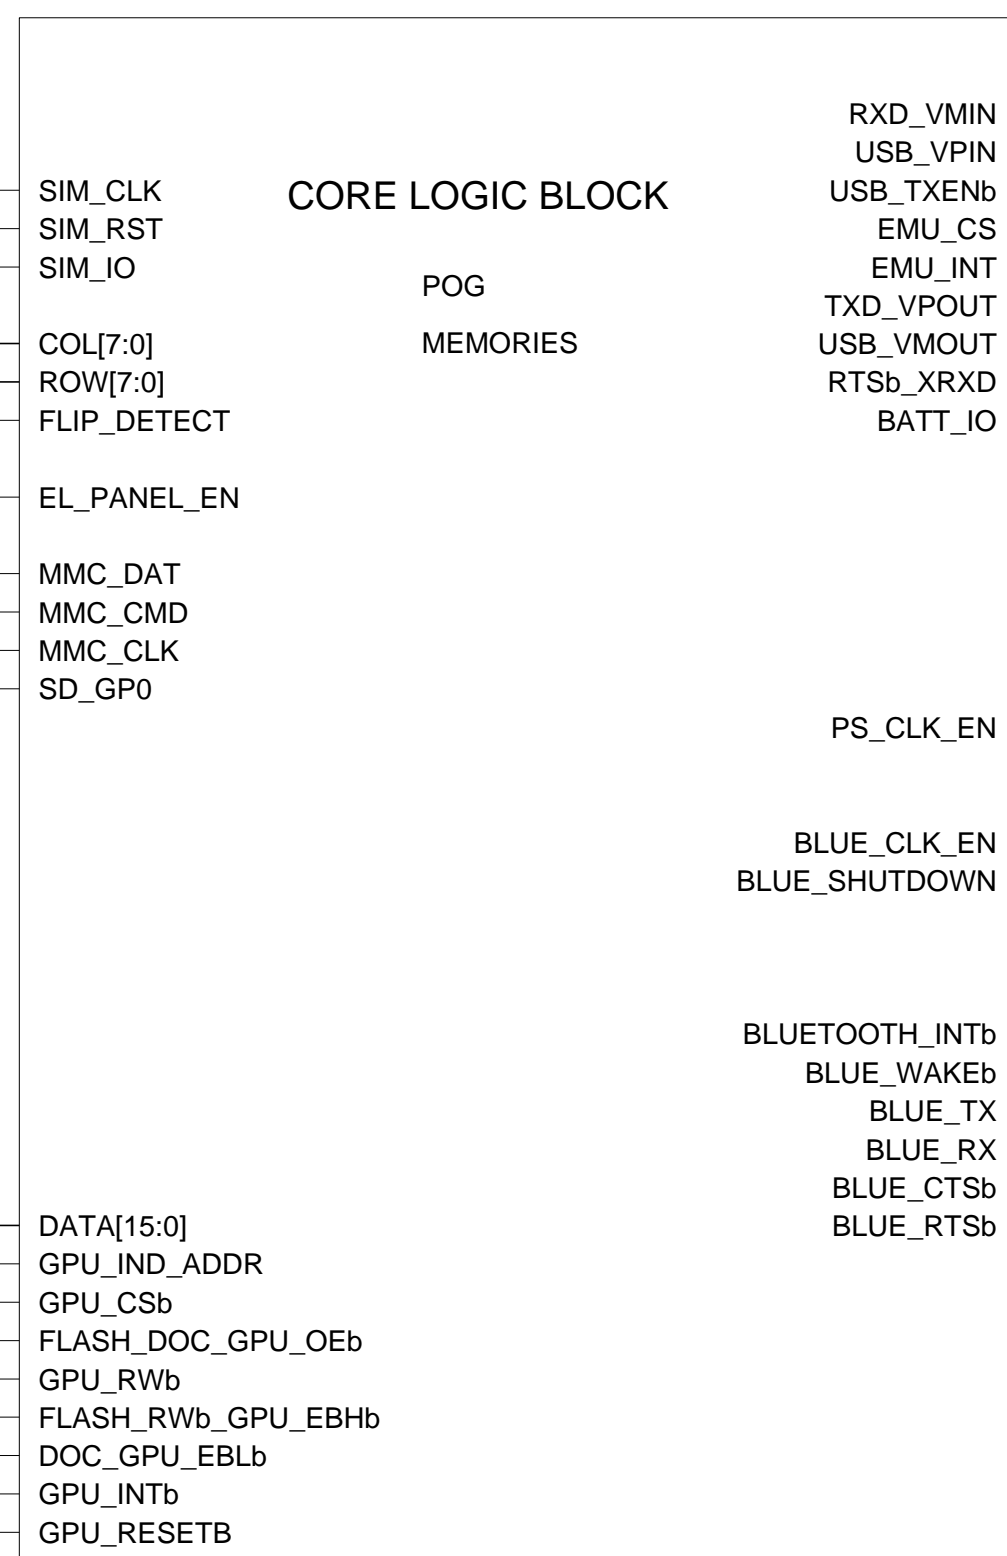 RXD_VMIN
USB_VPIN
SIM_CLK CORE LOGIC BLOCK USB_TXENb
SIM_RST EMU_CS
SIM_IO EMU_INT
POG
TXD_VPOUT
COL[7:0] MEMORIES USB_VMOUT
ROW[7:0] RTSb_XRXD
FLIP_DETECT BATT_IO
EL_PANEL_EN
MMC_DAT
MMC_CMD
MMC_CLK
SD_GP0
PS_CLK_EN
BLUE_CLK_EN
BLUE_SHUTDOWN
BLUETOOTH_INTb
BLUE_WAKEb
BLUE_TX
BLUE_RX
BLUE_CTSb
DATA[15:0] BLUE_RTSb
GPU_IND_ADDR
GPU_CSb
FLASH_DOC_GPU_OEb
GPU_RWb
FLASH_RWb_GPU_EBHb
DOC_GPU_EBLb
GPU_INTb
GPU_RESETB